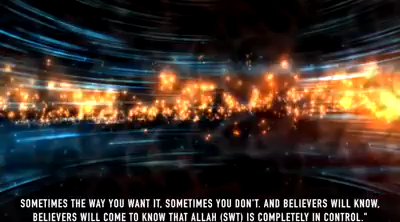 SOMETIMES THE WAY YOU WANT IT, SOMETIMES YOU DON'T. AND BELIEVERS WILL KNOW,
BELIEVERS WILL COME TO KNOW THAT ALLAH (SWT) IS COMPLETELY IN CONTROL."